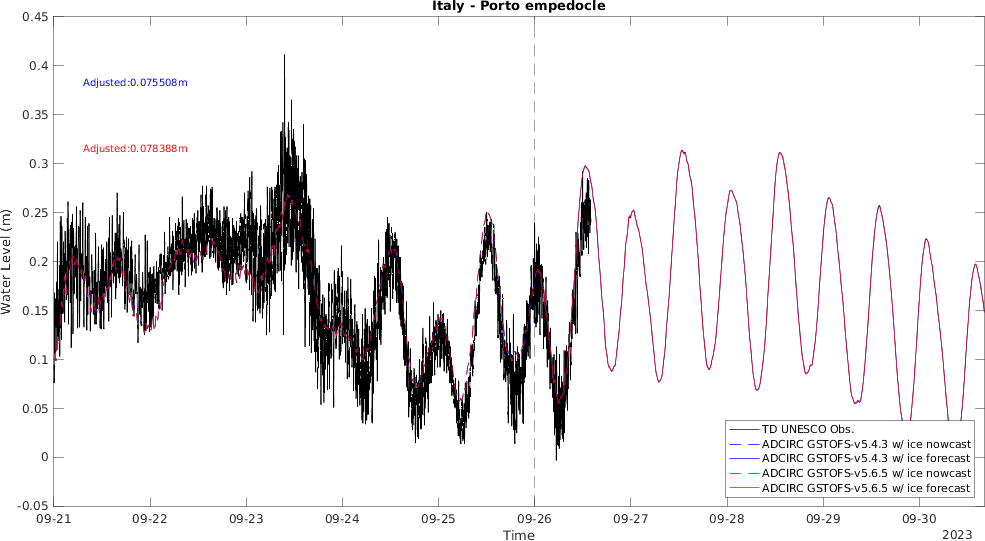 Italy - Porto empedocle
0.45
0.4
0.35
0.3
0.25
0.2
0.15
0.1
0.05
0
-0.05
Water Level (m)
Adjusted:0.075508m
Adjusted:0.078388m
TD UNESCO Obs.
ADCIRC GSTOFS-v5.4.3 w/ ice nowcast
ADCIRC GSTOFS-v5.4.3 w/ ice forecast
ADCIRC GSTOFS-v5.6.5 w/ ice nowcast
ADCIRC GSTOFS-v5.6.5 w/ ice forecast
09-21 09-22 09-23 09-24 09-25 09-26 09-27 09-28 09-29 09-30
Time
2023